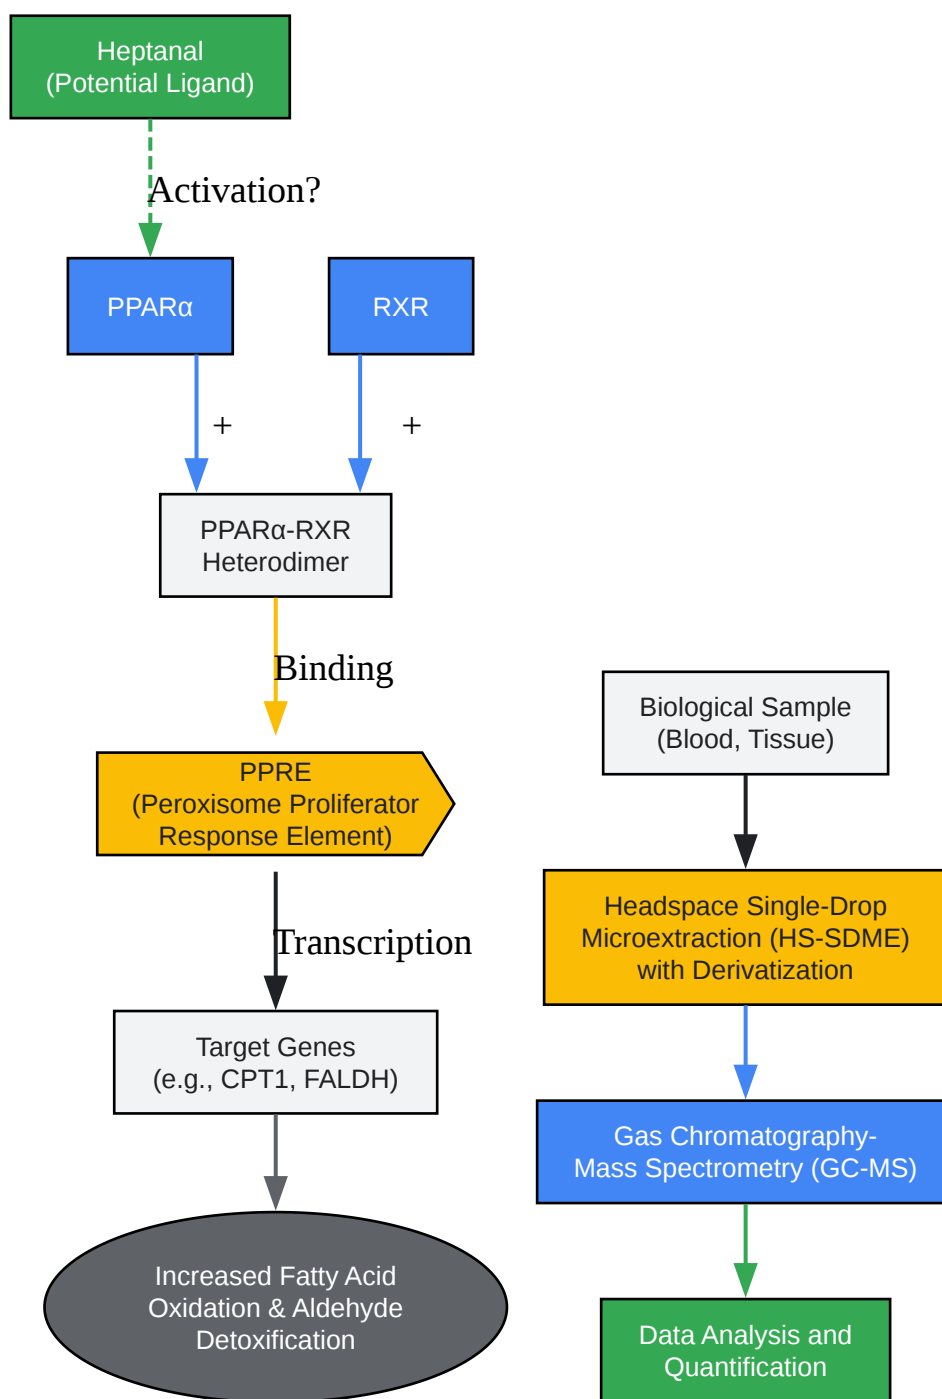 Heptanal
(Potential Ligand)
Activation?
PPARα
RXR
+
+
PPARα-RXR
Heterodimer
Binding
PPRE
(Peroxisome Proliferator
Response Element)
Transcription
Target Genes
(e.g., CPT1, FALDH)
Increased Fatty Acid
Oxidation & Aldehyde
Detoxification
Biological Sample
(Blood, Tissue)
Headspace Single-Drop
Microextraction (HS-SDME)
with Derivatization
Gas Chromatography-
Mass Spectrometry (GC-MS)
Data Analysis and
Quantification